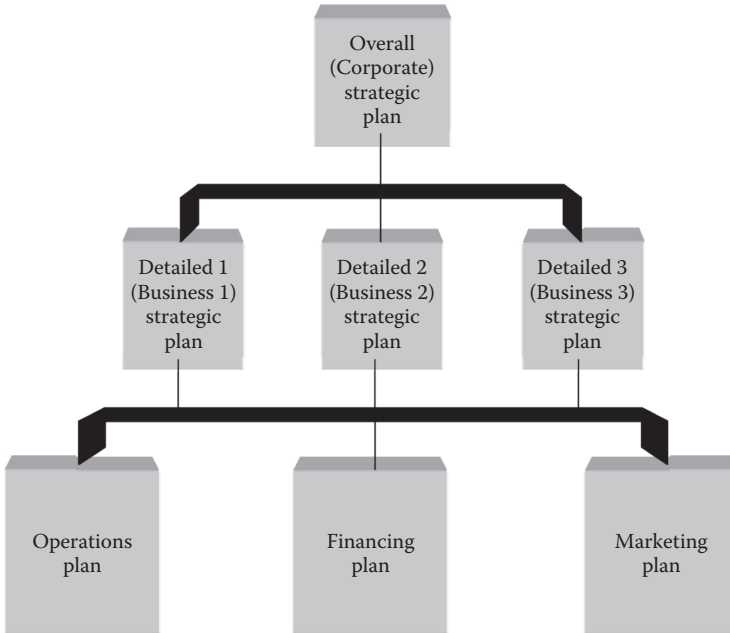 Overall
(Corporate)
strategic
plan
Detailed 1
(Business 1)
strategic
plan
Detailed 2
(Business 2)
strategic
plan
Detailed 3
(Business 3)
strategic
plan
Operations
plan
Financing
plan
Marketing
plan